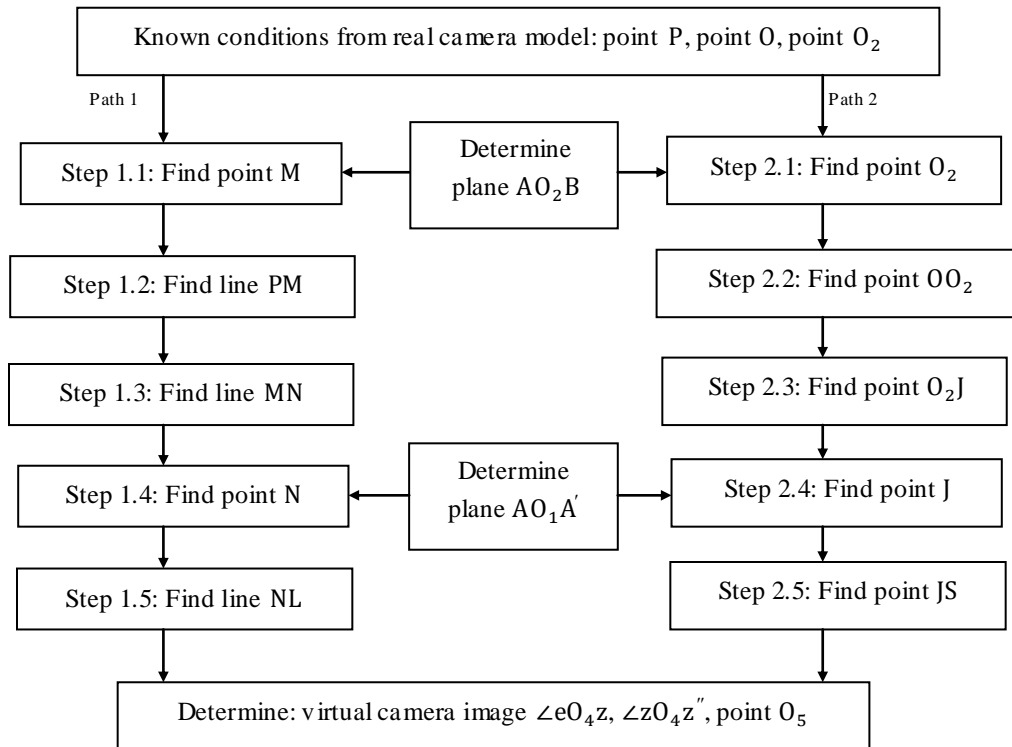 Known conditions from real camera model: point P, point O, point O₂
Path 1
Path 2
Step 1.1: Find point M
Determine
plane AO₂B
Step 2.1: Find point O₂
Step 1.2: Find line PM
Step 2.2: Find point OO₂
Step 1.3: Find line MN
Step 2.3: Find point O₂J
Step 1.4: Find point N
Determine
plane AO₁A′
Step 2.4: Find point J
Step 1.5: Find line NL
Step 2.5: Find point JS
Determine: virtual camera image ∠eO₄z, ∠zO₄z″, point O₅